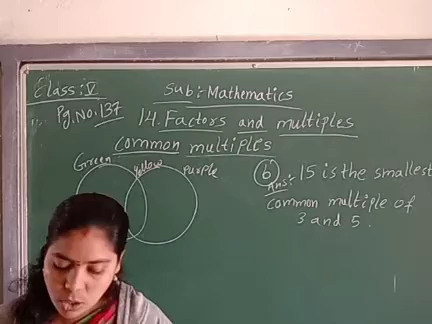 Class: V
Sub:- Mathematics
Pg. No: 137
14. Factors and multiples
Common multiples
Green Yellow Purple
(b) 15 is the smallest
Ans:-
Common multiple of
3 and 5.